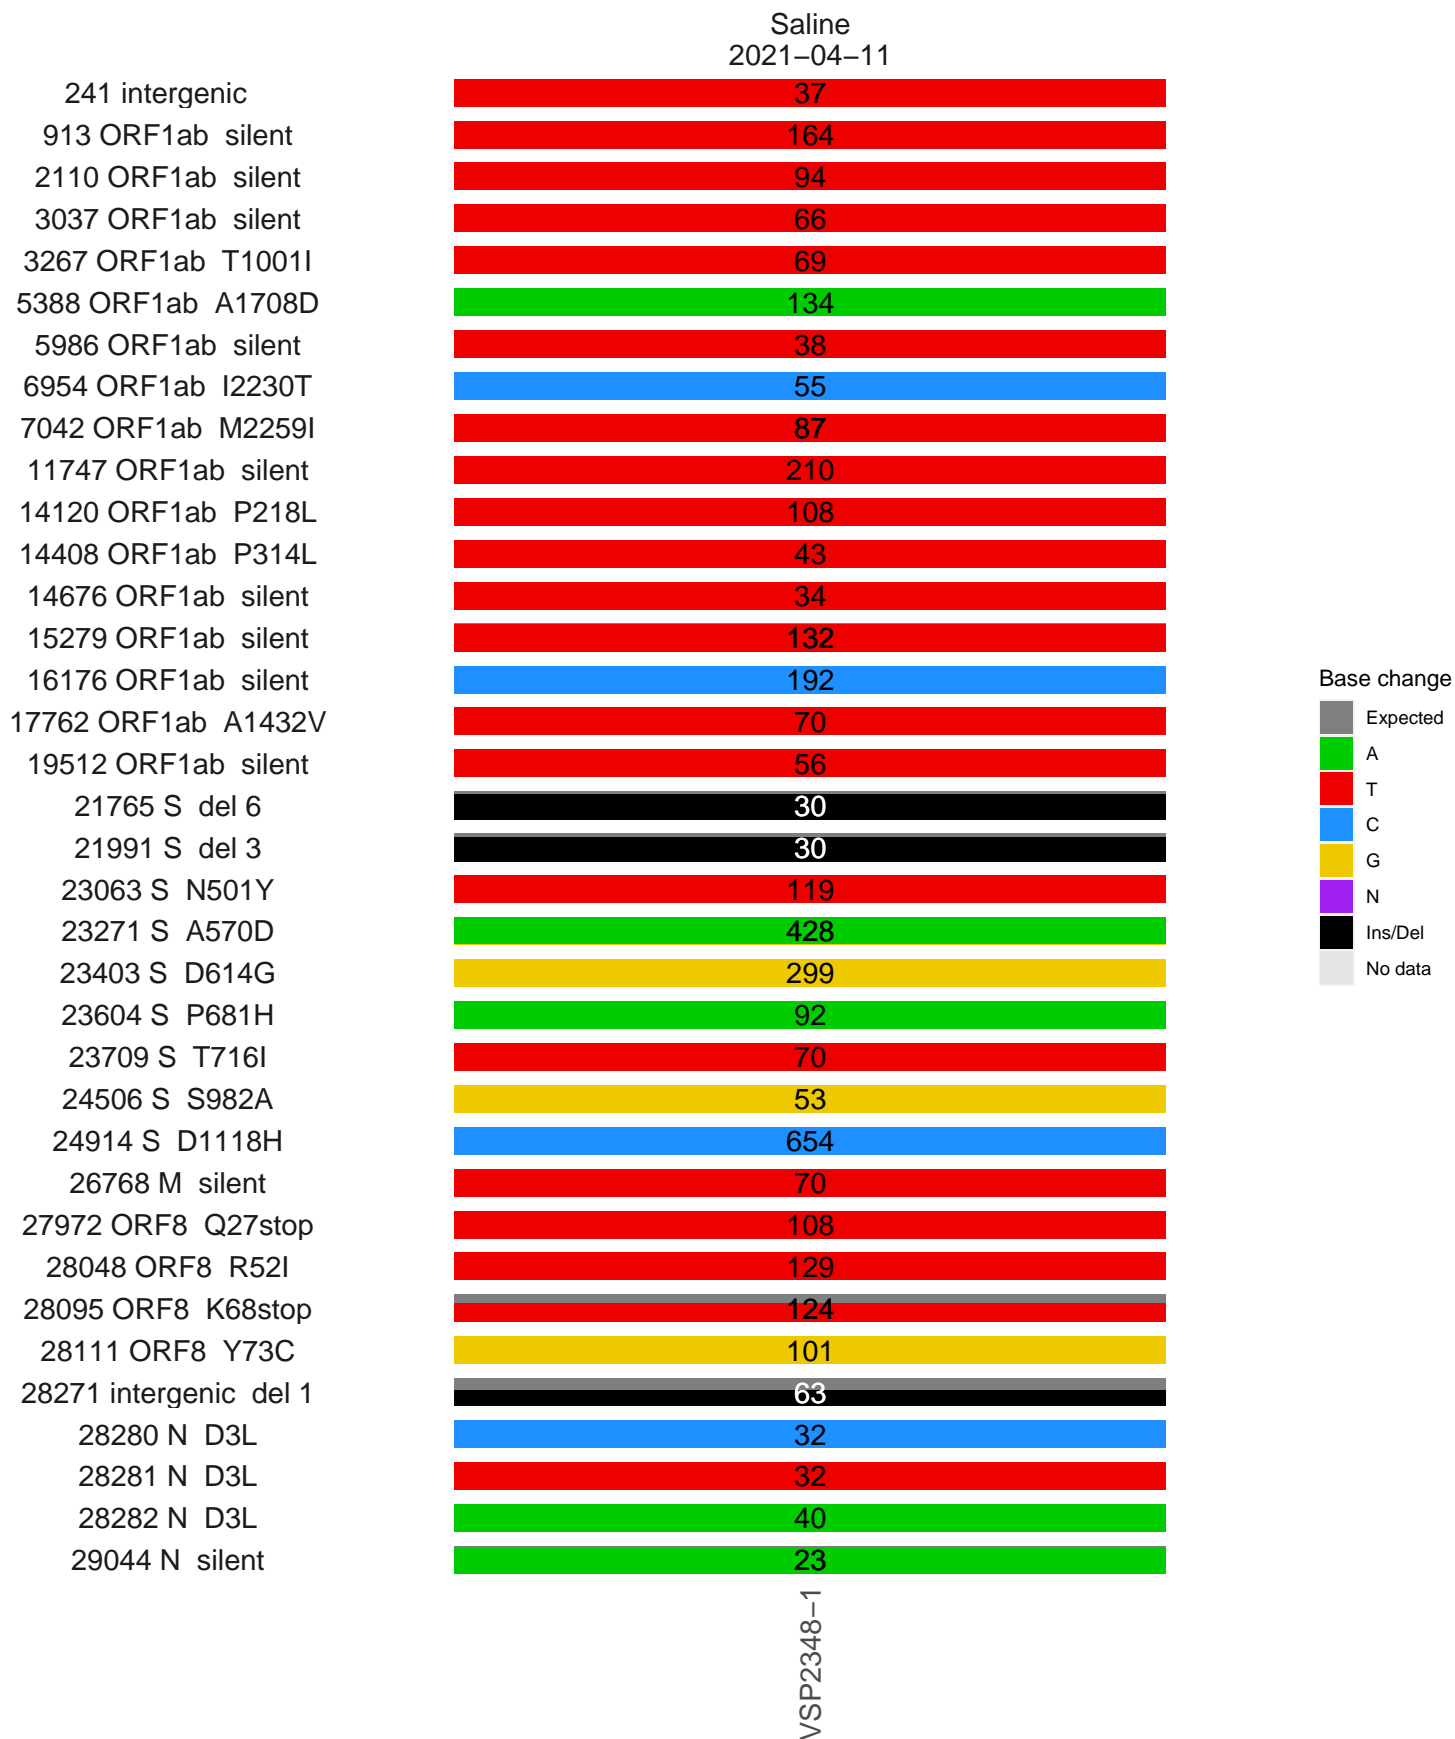 Saline
2021−04−11
241 intergenic 37
913 ORF1ab silent 164
2110 ORF1ab silent 94
3037 ORF1ab silent 66
3267 ORF1ab T1001I 69
5388 ORF1ab A1708D 134
5986 ORF1ab silent 38
6954 ORF1ab I2230T 55
7042 ORF1ab M2259I 87
11747 ORF1ab silent 210
14120 ORF1ab P218L 108
14408 ORF1ab P314L 43
14676 ORF1ab silent 34
15279 ORF1ab silent 132
16176 ORF1ab silent 192
17762 ORF1ab A1432V 70
19512 ORF1ab silent 56
21765 S del 6 30
21991 S del 3 30
23063 S N501Y 119
23271 S A570D 428
23403 S D614G 299
23604 S P681H 92
23709 S T716I 70
24506 S S982A 53
24914 S D1118H 654
26768 M silent 70
27972 ORF8 Q27stop 108
28048 ORF8 R52I 129
28095 ORF8 K68stop 124
28111 ORF8 Y73C 101
28271 intergenic del 1 63
28280 N D3L 32
28281 N D3L 32
28282 N D3L 40
29044 N silent 23
VSP2348−1
Base change
Expected
A
T
C
G
N
Ins/Del
No data